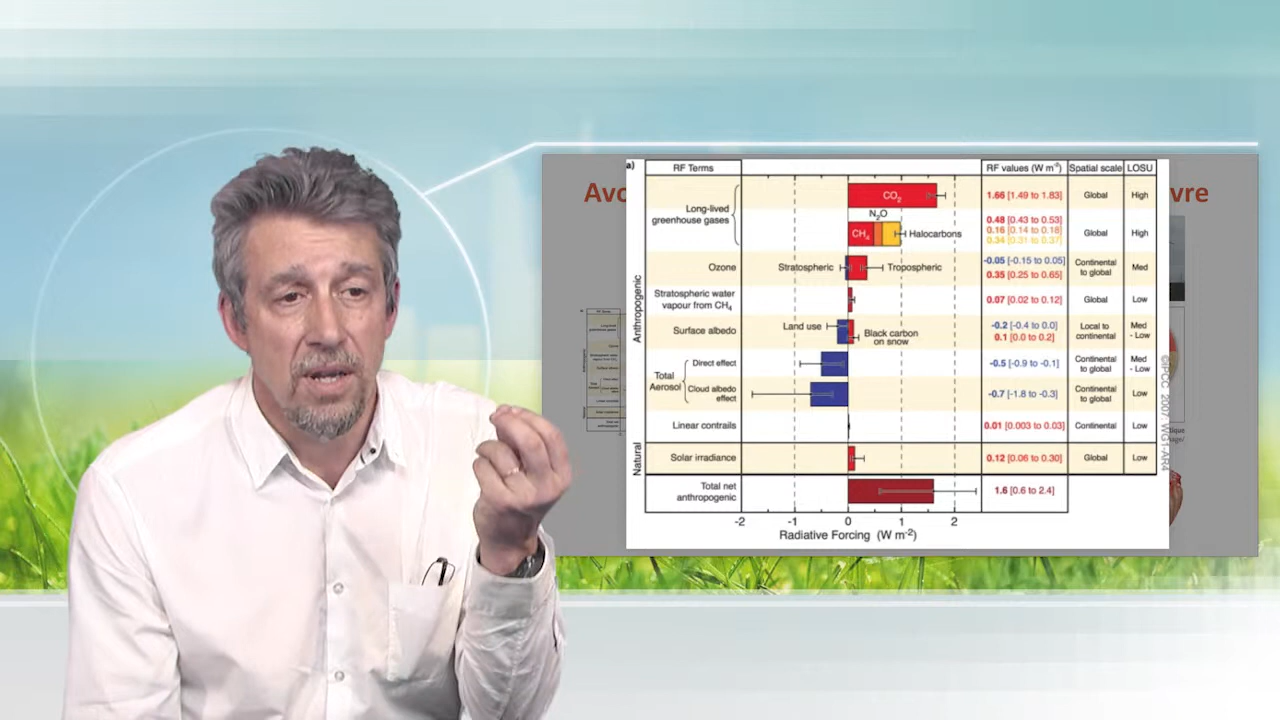 Avo
vre
a)
RF Terms
RF values (W m-2)
Spatial scale
LOSU
Anthropogenic
Natural
Long-lived
greenhouse gases
CO2
1.66 [1.49 to 1.83]
Global
High
N2O
CH4
Halocarbons
0.48 [0.43 to 0.53]
0.16 [0.14 to 0.18]
0.34 [0.31 to 0.37]
Global
High
Ozone
Stratospheric
Tropospheric
-0.05 [-0.15 to 0.05]
0.35 [0.25 to 0.65]
Continental
to global
Med
Stratospheric water
vapour from CH4
0.07 [0.02 to 0.12]
Global
Low
Surface albedo
Land use
Black carbon
on snow
-0.2 [-0.4 to 0.0]
0.1 [0.0 to 0.2]
Local to
continental
Med
- Low
Total
Aerosol
Direct effect
-0.5 [-0.9 to -0.1]
Continental
to global
Med
- Low
Cloud albedo
effect
-0.7 [-1.8 to -0.3]
Continental
to global
Low
Linear contrails
0.01 [0.003 to 0.03]
Continental
Low
Solar irradiance
0.12 [0.06 to 0.30]
Global
Low
Total net
anthropogenic
1.6 [0.6 to 2.4]
-2 -1 0 1 2
Radiative Forcing (W m-2)
©IPCC 2007: WG1-AR4